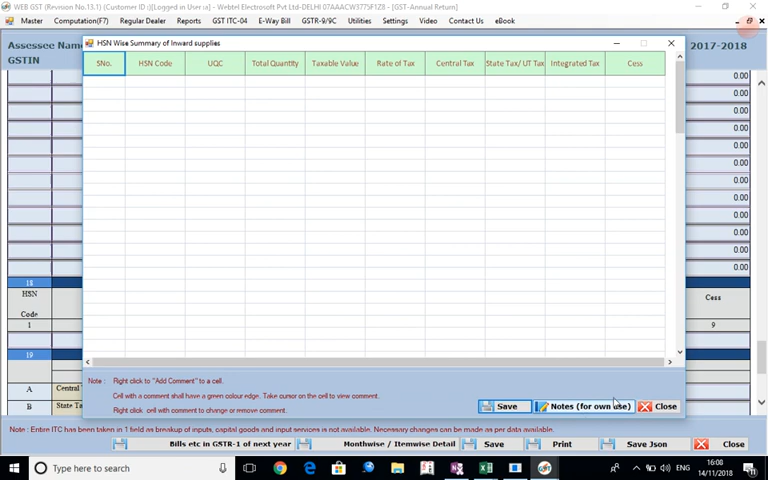 WEB GST (Revision No.13.1) (Customer ID :)(Logged in User :a) - Webtel Electrosoft Pvt Ltd-DELHI 07AAACW3775F1Z8 - [GST-Annual Return]
Master Computation(F7) Regular Dealer Reports GST ITC-04 E-Way Bill GSTR-9/9C Utilities Settings Video Contact Us eBook
Assessee Name 2017-2018
GSTIN
HSN Wise Summary of Inward supplies
SNo. HSN Code UQC Total Quantity Taxable Value Rate of Tax Central Tax State Tax/ UT Tax Integrated Tax Cess
0.00
0.00
0.00
0.00
0.00
0.00
0.00
0.00
0.00
0.00
0.00
0.00
18
HSN Code Cess
1 9
19
A Central T
B State Ta
Note : Right click to "Add Comment" to a cell.
Cell with a comment shall have a green colour edge. Take cursor on the cell to view comment.
Right click cell with comment to change or remove comment.
Save Notes (for own use) Close
Note : Entire ITC has been taken in 1 field as breakup of inputs, capital goods and input services is not available. Necessary changes can be made as per data available.
Bills etc in GSTR-1 of next year Monthwise / Itemwise Detail Save Print Save Json Close
Type here to search ENG 16:08 14/11/2018